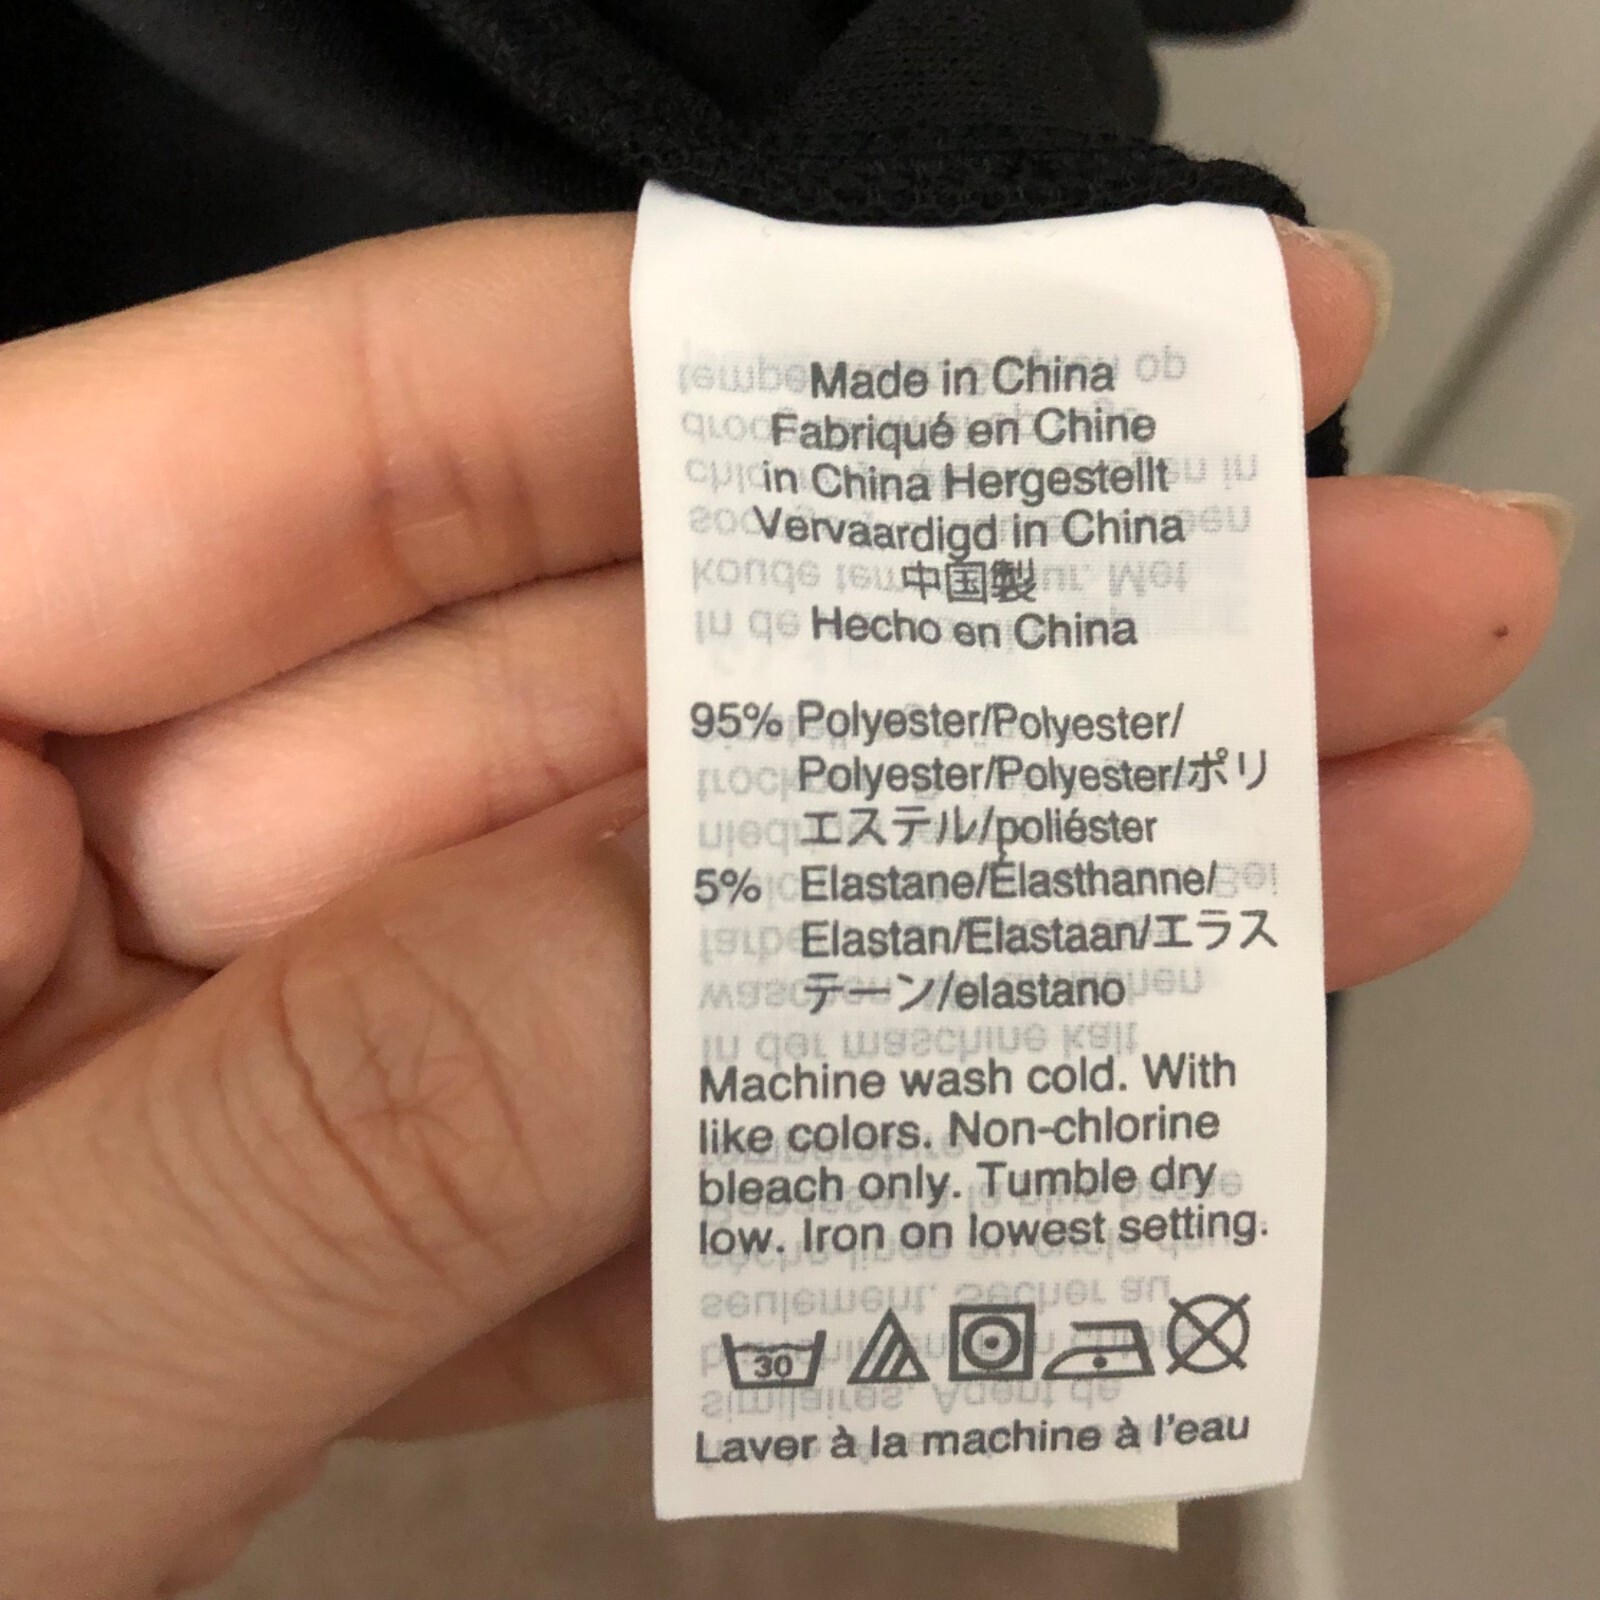 Made in China
Fabriqué en Chine
in China Hergestellt
Vervaardigd in China
中国製
Hecho en China
95% Polyester/Polyester/
Polyester/Polyester/ポリ
エステル/poliéster
5% Elastane/Élasthanne/
Elastan/Elastaan/エラス
テーン/elastano
Machine wash cold. With
like colors. Non-chlorine
bleach only. Tumble dry
low. Iron on lowest setting.
30
Laver à la machine à l'eau